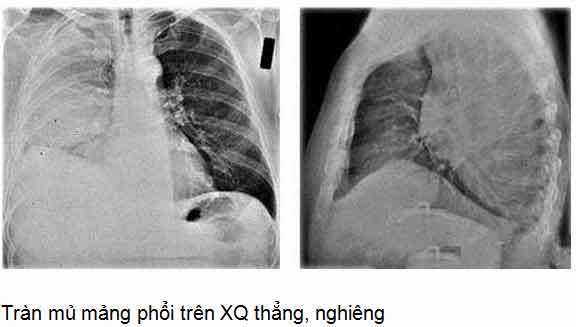 Tràn mủ mảng phổi trên XQ thẳng, nghiêng